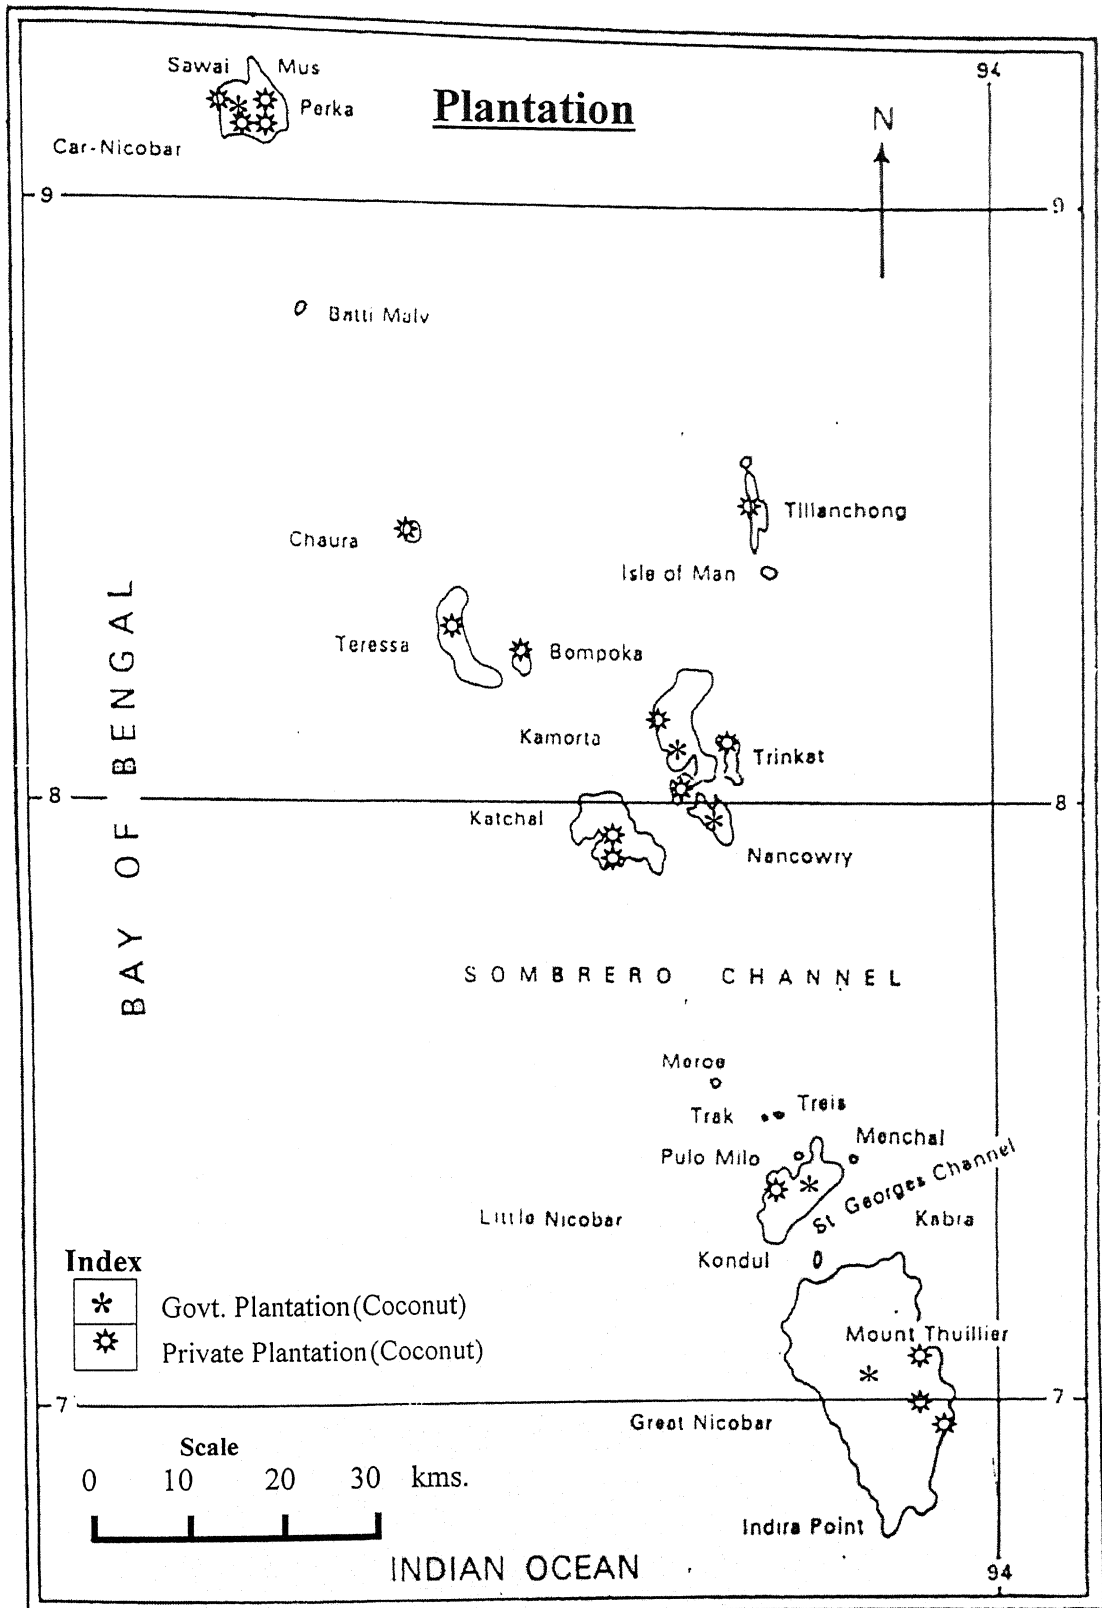 Sawai Mus
94
Plantation
Perka
N
Car-Nicobar
9 9
Batti Malv
Tillanchong
Chaura
Isle of Man
BAY OF BENGAL
Teressa
Bompoka
Kamorta
Trinkat
8 8
Katchal
Nancowry
SOMBRERO CHANNEL
Meroe
Trak Treis
Menchal
Pulo Milo
St Georges Channel
Little Nicobar
Kabra
Kondul
Index
* Govt. Plantation(Coconut)
Private Plantation(Coconut)
Mount Thuillier
7 7
Great Nicobar
Scale
0 10 20 30 kms.
Indira Point
INDIAN OCEAN
94